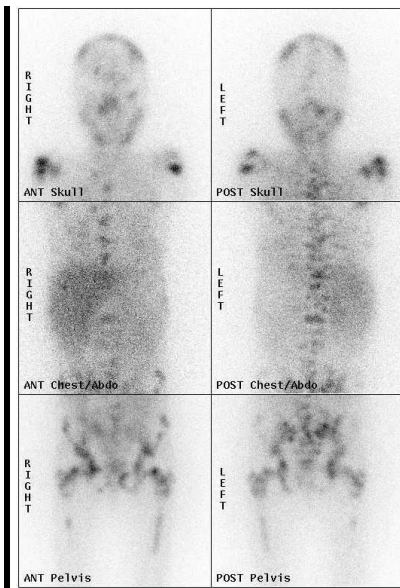 RIGHT
LEFT
ANT Skull
POST Skull
RIGHT
LEFT
ANT Chest/Abdo
POST Chest/Abdo
RIGHT
LEFT
ANT Pelvis
POST Pelvis